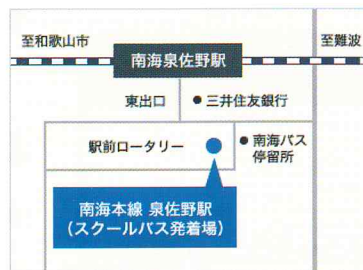 至和歌山市
至難波
南海泉佐野駅
東出口
三井住友銀行
駅前ロータリー
南海バス
停留所
南海本線 泉佐野駅
(スクールバス発着場)